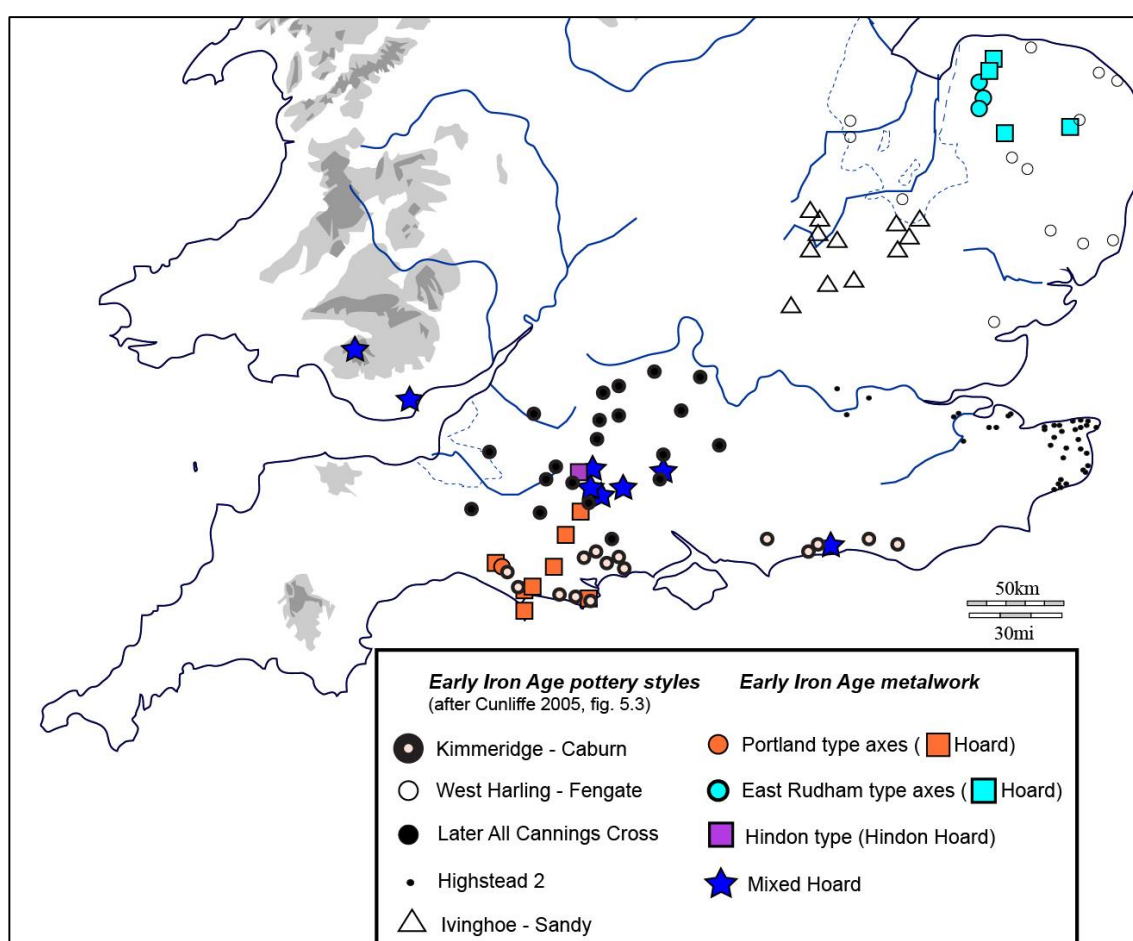 50km
30mi
Early Iron Age pottery styles
(after Cunliffe 2005, fig. 5.3)
Kimmeridge - Caburn
West Harling - Fengate
Later All Cannings Cross
Highstead 2
Ivinghoe - Sandy
Early Iron Age metalwork
Portland type axes ( Hoard)
East Rudham type axes ( Hoard)
Hindon type (Hindon Hoard)
Mixed Hoard